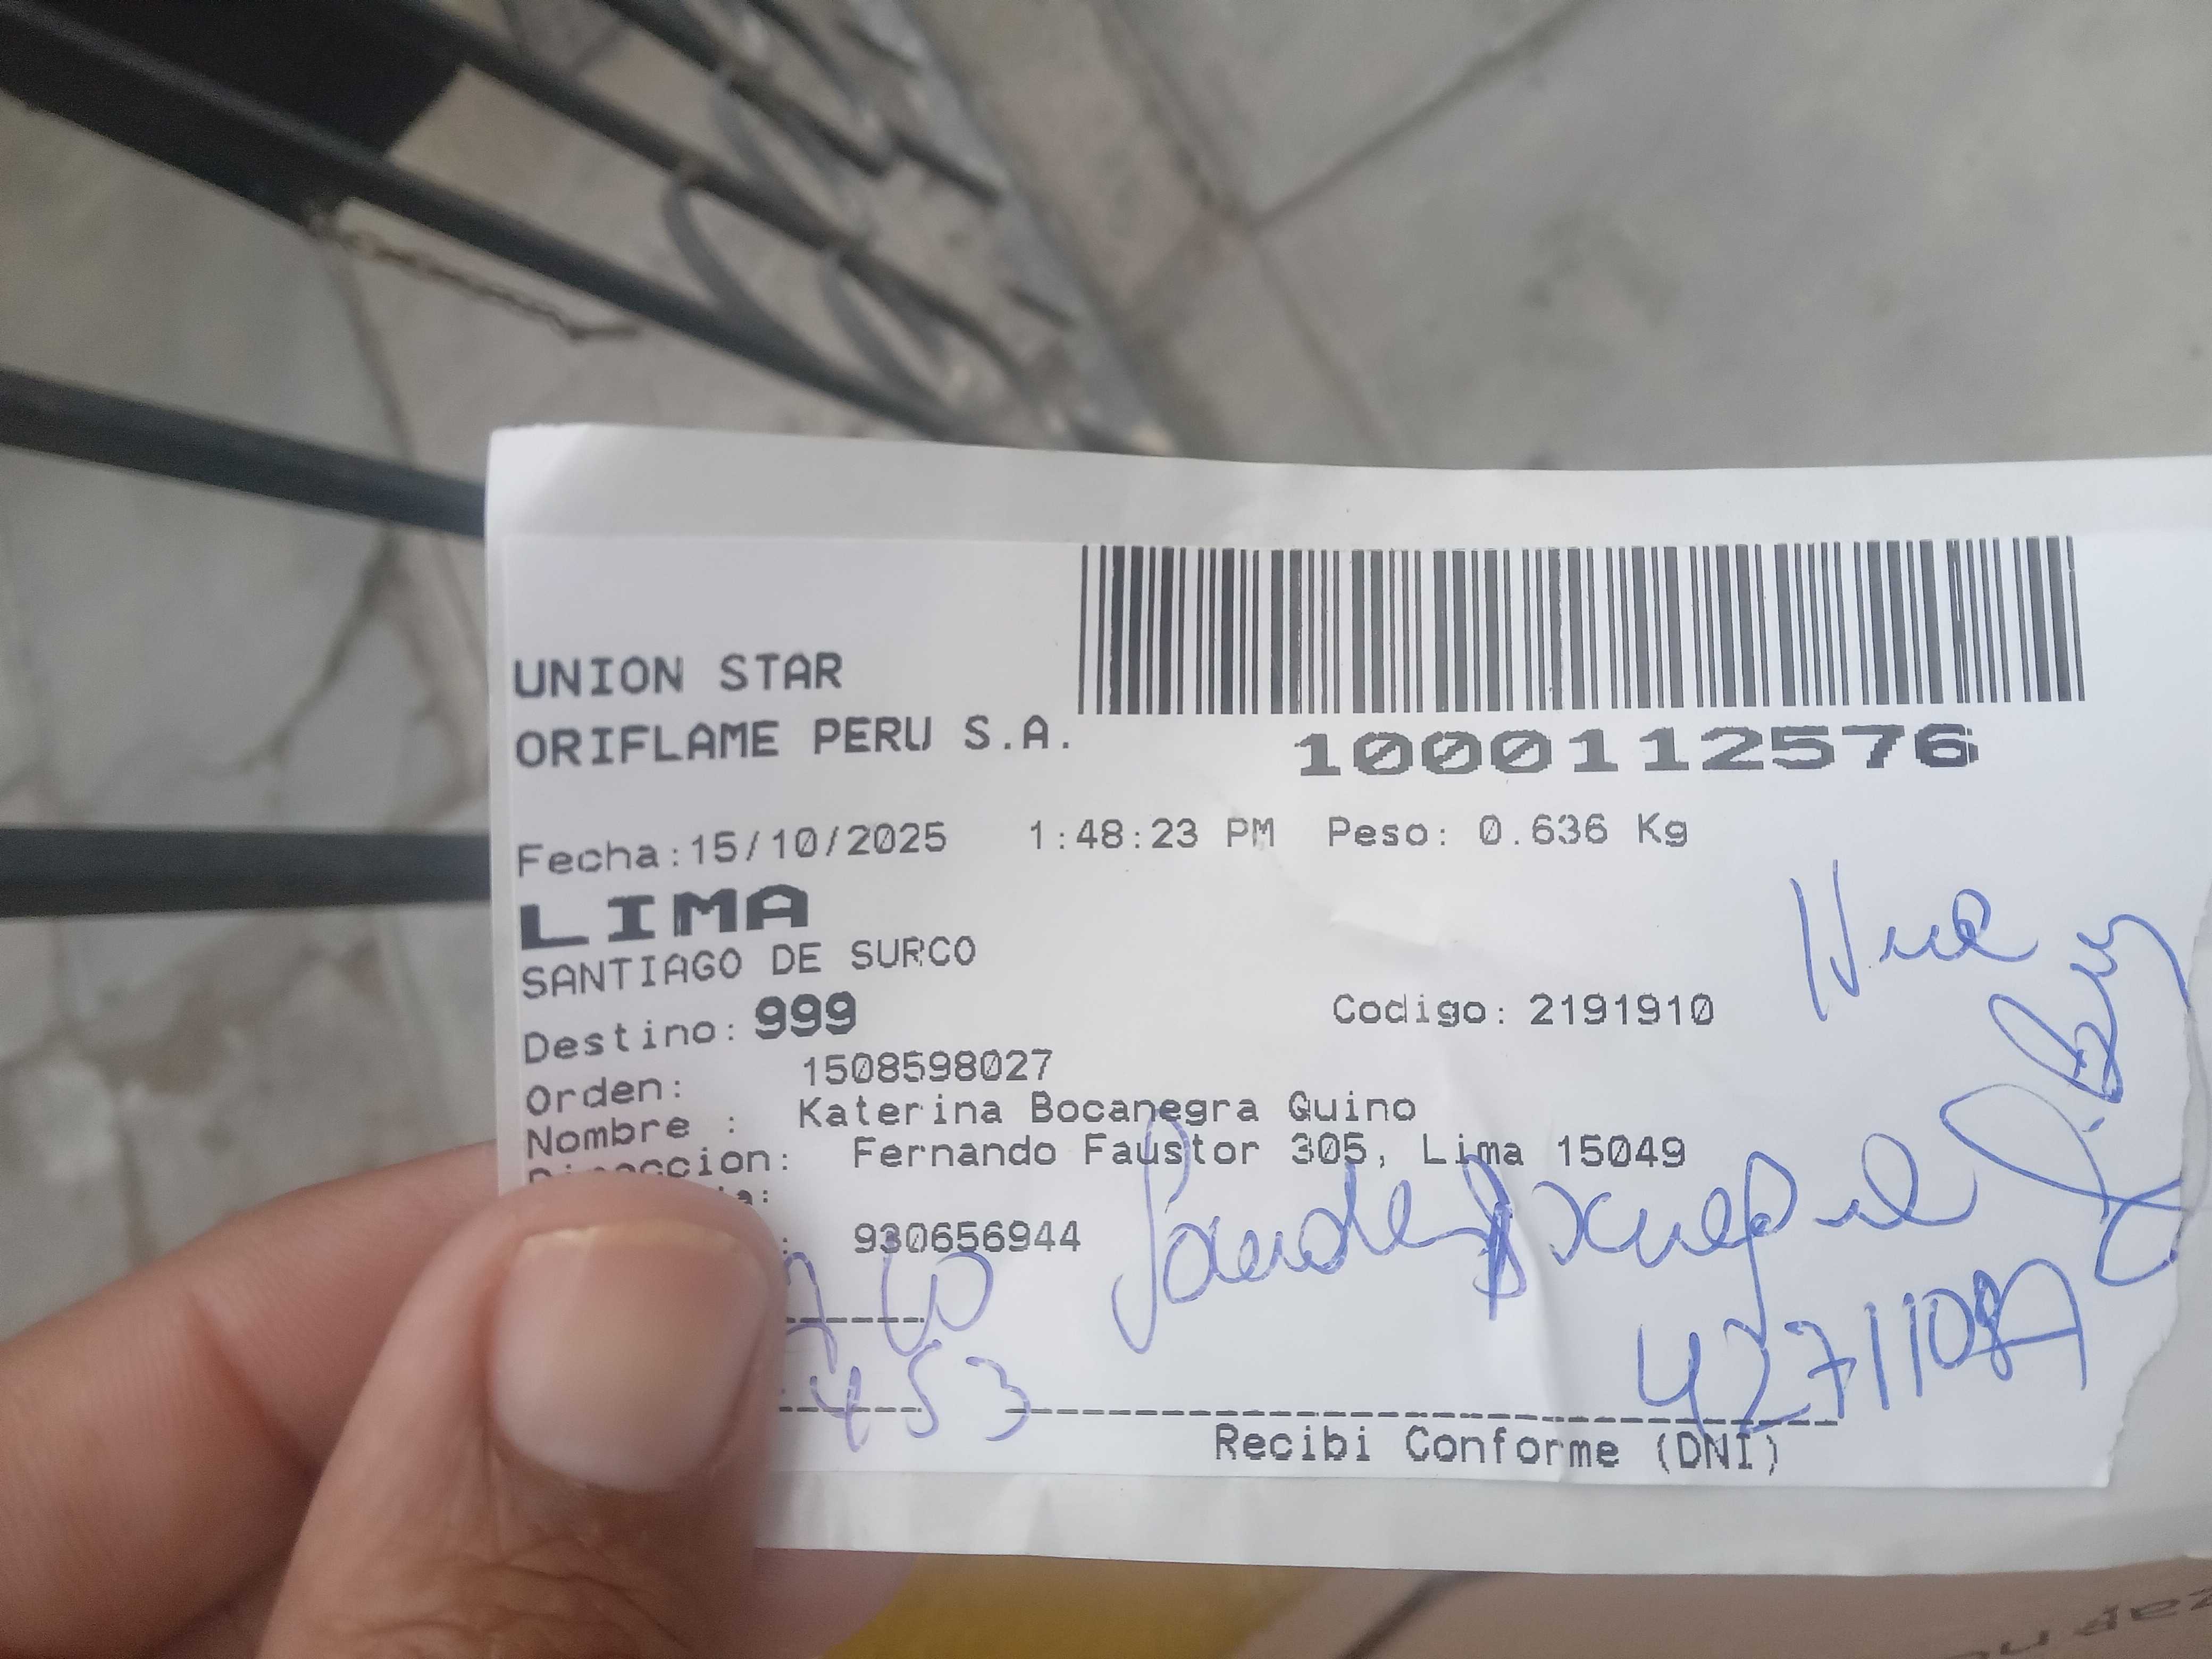 UNION STAR
ORIFLAME PERU S.A.
1000112576
Fecha:15/10/2025 1:48:23 PM Peso: 0.636 Kg
LIMA
SANTIAGO DE SURCO
Destino: 999 Codigo: 2191910
Orden: 1508598027
Nombre : Katerina Bocanegra Guino
Direccion: Fernando Faustor 305, Lima 15049
930656944
453
Recibi Conforme (DNI)